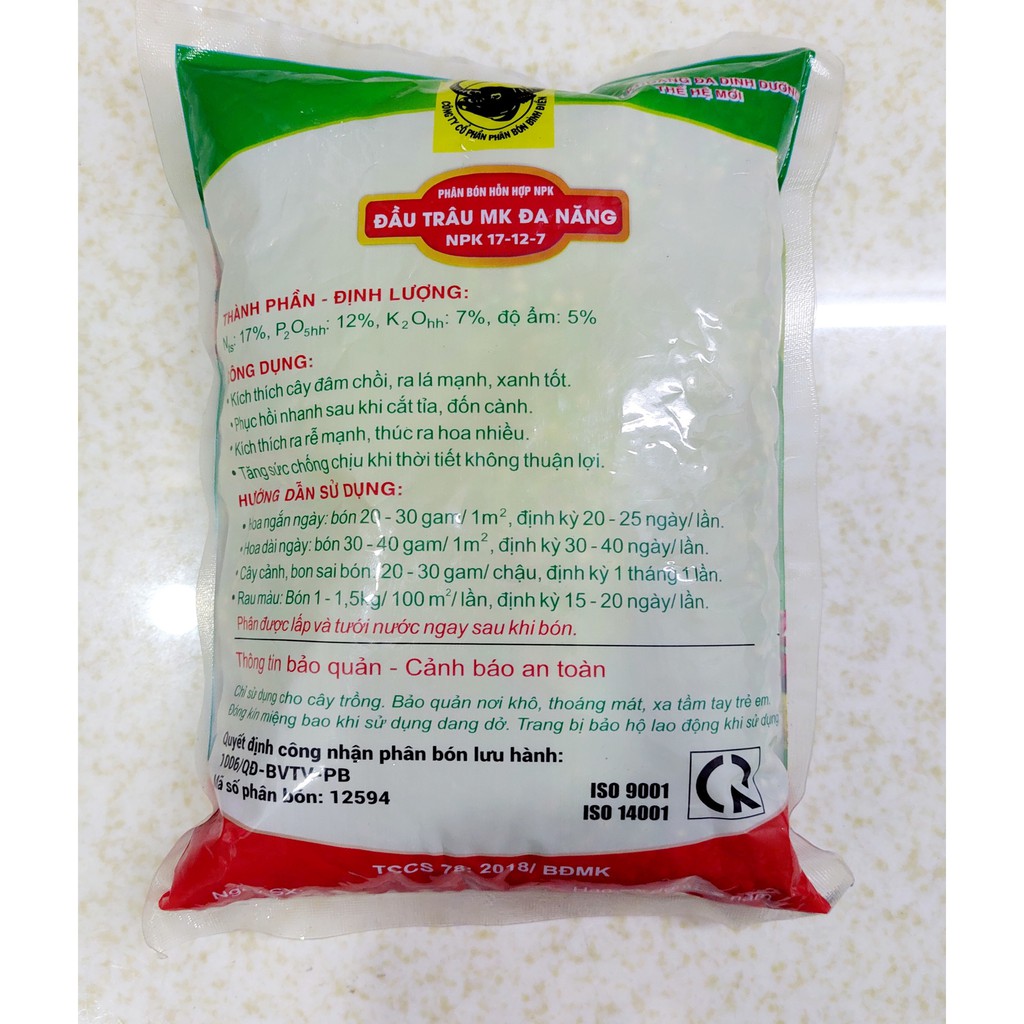 CÔNG TY CỔ PHẦN PHÂN BÓN BÌNH ĐIỀN
ĐA DINH DƯỠNG
THẾ HỆ MỚI
PHÂN BÓN HỖN HỢP NPK
ĐẦU TRÂU MK ĐA NĂNG
NPK 17-12-7
THÀNH PHẦN - ĐỊNH LƯỢNG:
Nts: 17%, P2O5hh: 12%, K2Ohh: 7%, độ ẩm: 5%
CÔNG DỤNG:
• Kích thích cây đâm chồi, ra lá mạnh, xanh tốt.
• Phục hồi nhanh sau khi cắt tỉa, đốn cành.
• Kích thích ra rễ mạnh, thúc ra hoa nhiều.
• Tăng sức chống chịu khi thời tiết không thuận lợi.
HƯỚNG DẪN SỬ DỤNG:
• Hoa ngắn ngày: bón 20 - 30 gam/ 1m², định kỳ 20 - 25 ngày/ lần.
• Hoa dài ngày: bón 30 - 40 gam/ 1m², định kỳ 30 - 40 ngày/ lần.
• Cây cảnh, bon sai bón: 20 - 30 gam/ chậu, định kỳ 1 tháng 1 lần.
• Rau màu: Bón 1 - 1,5kg/ 100 m²/ lần, định kỳ 15 - 20 ngày/ lần.
Phân được lấp và tưới nước ngay sau khi bón.
Thông tin bảo quản - Cảnh báo an toàn
Chỉ sử dụng cho cây trồng. Bảo quản nơi khô, thoáng mát, xa tầm tay trẻ em.
Đóng kín miệng bao khi sử dụng dang dở. Trang bị bảo hộ lao động khi sử dụng
Quyết định công nhận phân bón lưu hành:
1006/QĐ-BVTV-PB
Mã số phân bón: 12594
ISO 9001
ISO 14001
TCCS 78: 2018/ BĐMK